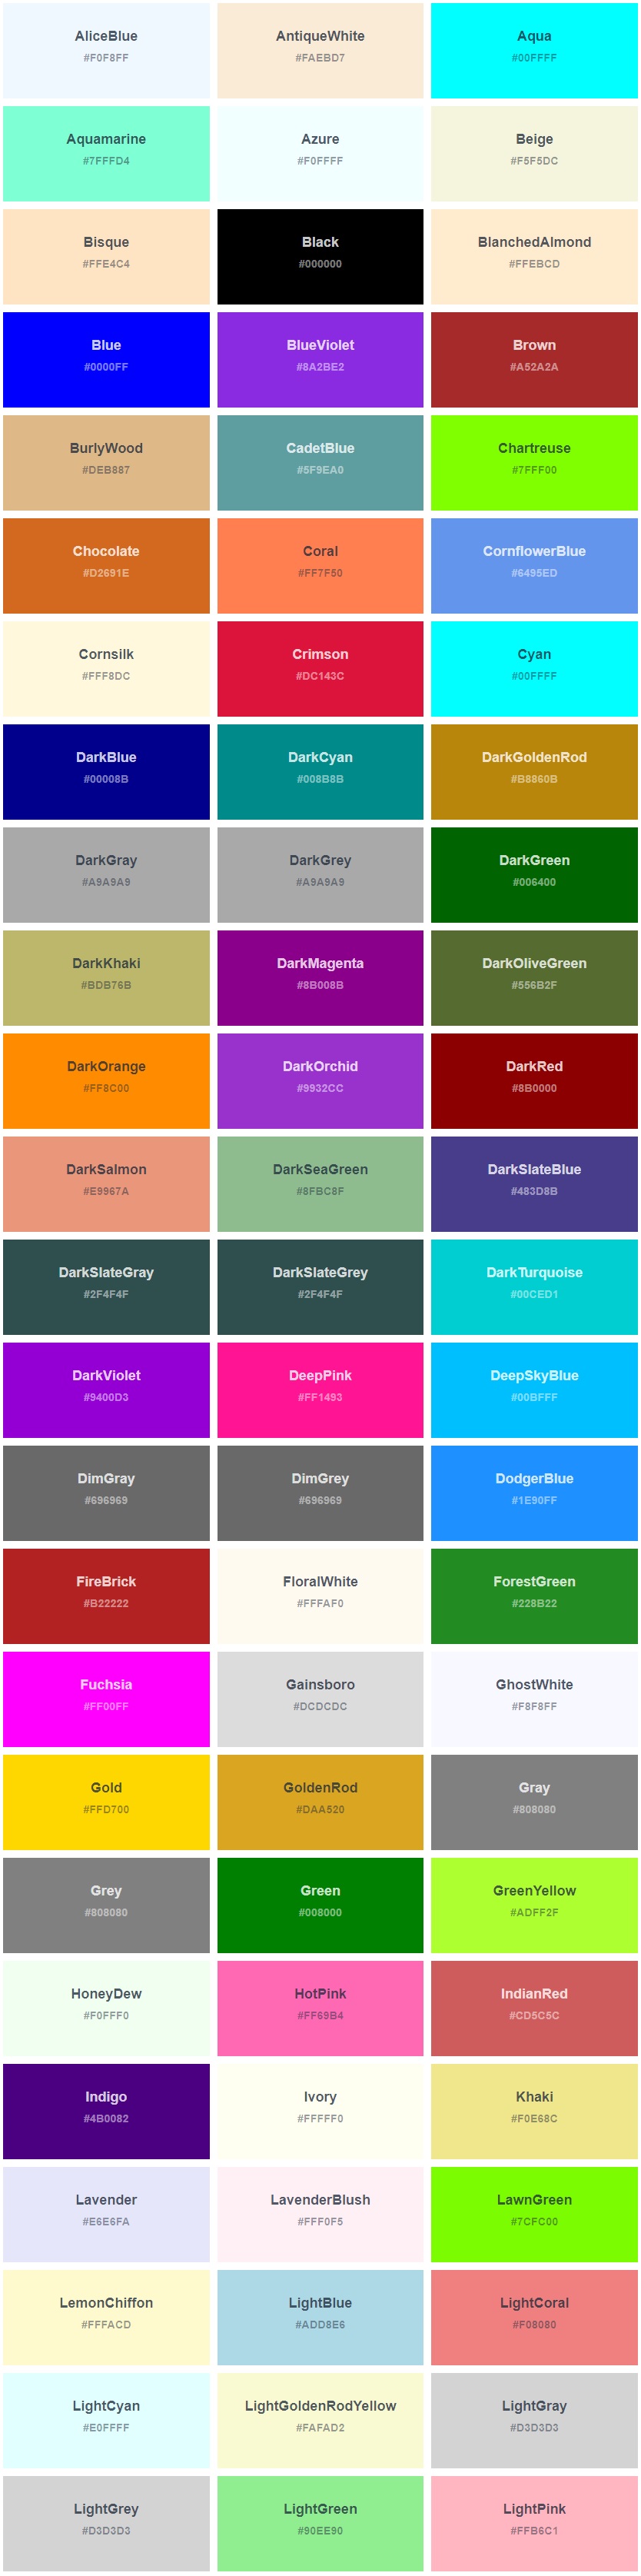 AliceBlue
#F0F8FF
AntiqueWhite
#FAEBD7
Aqua
#00FFFF
Aquamarine
#7FFFD4
Azure
#F0FFFF
Beige
#F5F5DC
Bisque
#FFE4C4
Black
#000000
BlanchedAlmond
#FFEBCD
Blue
#0000FF
BlueViolet
#8A2BE2
Brown
#A52A2A
BurlyWood
#DEB887
CadetBlue
#5F9EA0
Chartreuse
#7FFF00
Chocolate
#D2691E
Coral
#FF7F50
CornflowerBlue
#6495ED
Cornsilk
#FFF8DC
Crimson
#DC143C
Cyan
#00FFFF
DarkBlue
#00008B
DarkCyan
#008B8B
DarkGoldenRod
#B8860B
DarkGray
#A9A9A9
DarkGrey
#A9A9A9
DarkGreen
#006400
DarkKhaki
#BDB76B
DarkMagenta
#8B008B
DarkOliveGreen
#556B2F
DarkOrange
#FF8C00
DarkOrchid
#9932CC
DarkRed
#8B0000
DarkSalmon
#E9967A
DarkSeaGreen
#8FBC8F
DarkSlateBlue
#483D8B
DarkSlateGray
#2F4F4F
DarkSlateGrey
#2F4F4F
DarkTurquoise
#00CED1
DarkViolet
#9400D3
DeepPink
#FF1493
DeepSkyBlue
#00BFFF
DimGray
#696969
DimGrey
#696969
DodgerBlue
#1E90FF
FireBrick
#B22222
FloralWhite
#FFFAF0
ForestGreen
#228B22
Fuchsia
#FF00FF
Gainsboro
#DCDCDC
GhostWhite
#F8F8FF
Gold
#FFD700
GoldenRod
#DAA520
Gray
#808080
Grey
#808080
Green
#008000
GreenYellow
#ADFF2F
HoneyDew
#F0FFF0
HotPink
#FF69B4
IndianRed
#CD5C5C
Indigo
#4B0082
Ivory
#FFFFF0
Khaki
#F0E68C
Lavender
#E6E6FA
LavenderBlush
#FFF0F5
LawnGreen
#7CFC00
LemonChiffon
#FFFACD
LightBlue
#ADD8E6
LightCoral
#F08080
LightCyan
#E0FFFF
LightGoldenRodYellow
#FAFAD2
LightGray
#D3D3D3
LightGrey
#D3D3D3
LightGreen
#90EE90
LightPink
#FFB6C1